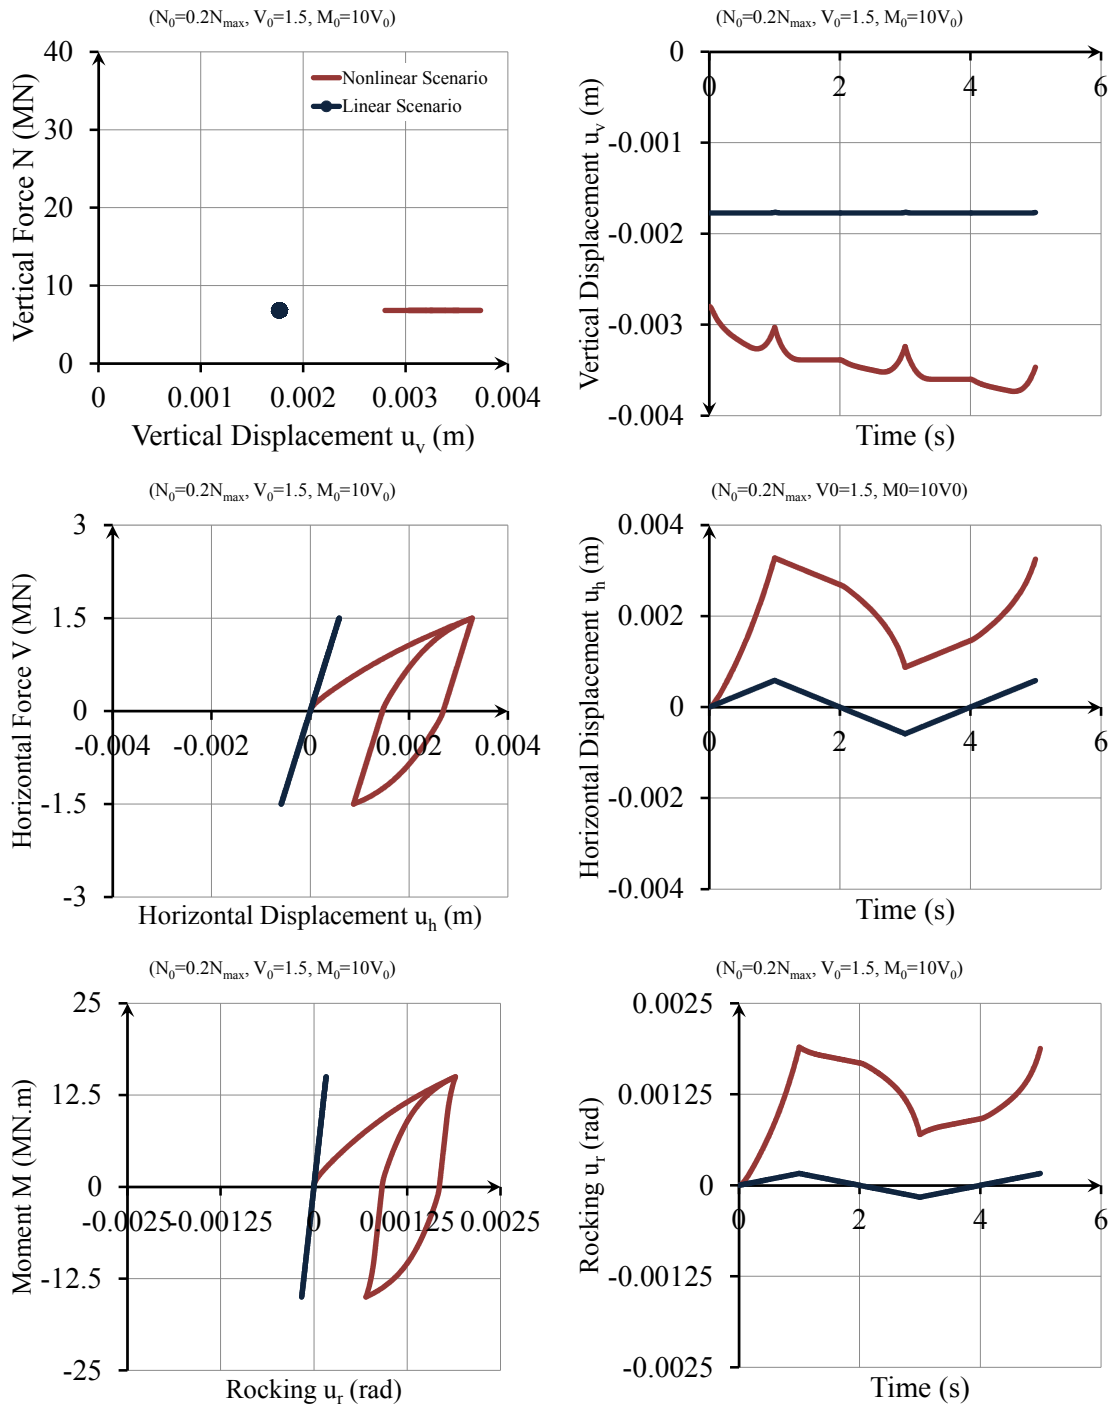 (N₀=0.2Nₘₐₓ, V₀=1.5, M₀=10V₀)
40
30
20
10
0
Vertical Force N (MN)
Nonlinear Scenario
Linear Scenario
0 0.001 0.002 0.003 0.004
Vertical Displacement uᵥ (m)
(N₀=0.2Nₘₐₓ, V₀=1.5, M₀=10V₀)
0
-0.001
-0.002
-0.003
-0.004
Vertical Displacement uᵥ (m)
0 2 4 6
Time (s)
(N₀=0.2Nₘₐₓ, V₀=1.5, M₀=10V₀)
3
1.5
0
-1.5
-3
Horizontal Force V (MN)
-0.004 -0.002 0 0.002 0.004
Horizontal Displacement uₕ (m)
(N₀=0.2Nₘₐₓ, V0=1.5, M0=10V0)
0.004
0.002
0
-0.002
-0.004
Horizontal Displacement uₕ (m)
0 2 4 6
Time (s)
(N₀=0.2Nₘₐₓ, V₀=1.5, M₀=10V₀)
25
12.5
0
-12.5
-25
Moment M (MN.m)
-0.0025 -0.00125 0 0.00125 0.0025
Rocking uᵣ (rad)
(N₀=0.2Nₘₐₓ, V₀=1.5, M₀=10V₀)
0.0025
0.00125
0
-0.00125
-0.0025
Rocking uᵣ (rad)
0 2 4 6
Time (s)